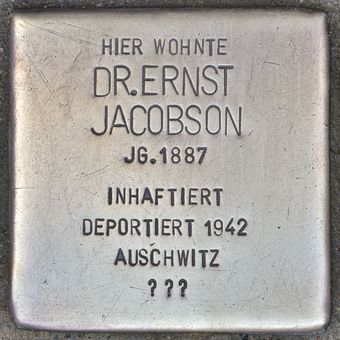 HIER WOHNTE
DR. ERNST
JACOBSON
JG. 1887
INHAFTIERT
DEPORTIERT 1942
AUSCHWITZ
???